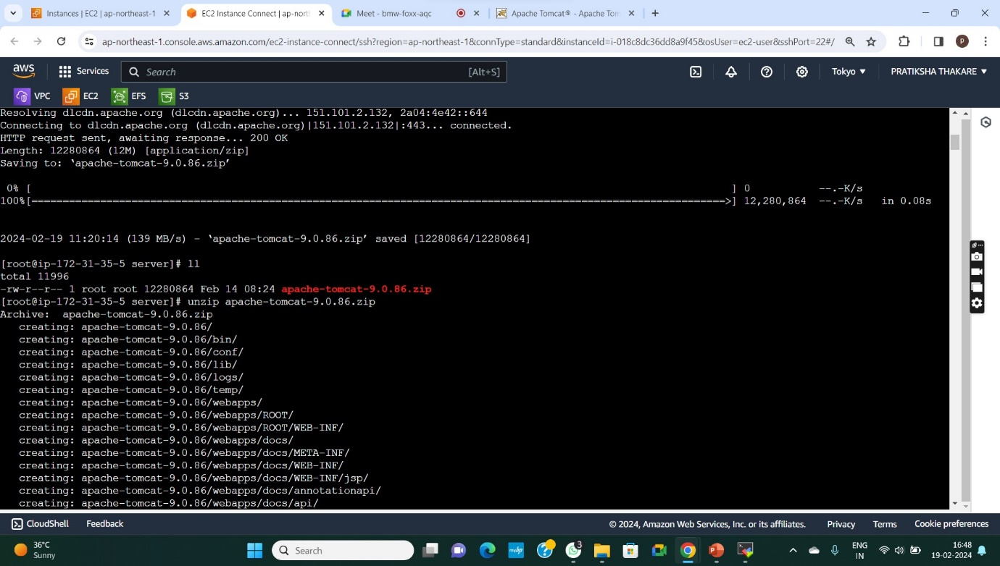 Instances | EC2 | ap-northeast-1
EC2 Instance Connect | ap-nort
Meet - bmw-foxx-aqc
Apache Tomcat® - Apache Tom
ap-northeast-1.console.aws.amazon.com/ec2-instance-connect/ssh?region=ap-northeast-1&connType=standard&instanceId=i-018c8dc36dd8a9f45&osUser=ec2-user&sshPort=22#/
P
aws
Services
Search
[Alt+S]
Tokyo ▼
PRATIKSHA THAKARE ▼
VPC
EC2
EFS
S3
Resolving dlcdn.apache.org (dlcdn.apache.org)... 151.101.2.132, 2a04:4e42::644
Connecting to dlcdn.apache.org (dlcdn.apache.org)|151.101.2.132|:443... connected.
HTTP request sent, awaiting response... 200 OK
Length: 12280864 (12M) [application/zip]
Saving to: ‘apache-tomcat-9.0.86.zip’
0% [ ] 0 --.-K/s
100%[======================================================================================================>] 12,280,864 --.-K/s in 0.08s
2024-02-19 11:20:14 (139 MB/s) - ‘apache-tomcat-9.0.86.zip’ saved [12280864/12280864]
[root@ip-172-31-35-5 server]# ll
total 11996
-rw-r--r-- 1 root root 12280864 Feb 14 08:24 apache-tomcat-9.0.86.zip
[root@ip-172-31-35-5 server]# unzip apache-tomcat-9.0.86.zip
Archive: apache-tomcat-9.0.86.zip
creating: apache-tomcat-9.0.86/
creating: apache-tomcat-9.0.86/bin/
creating: apache-tomcat-9.0.86/conf/
creating: apache-tomcat-9.0.86/lib/
creating: apache-tomcat-9.0.86/logs/
creating: apache-tomcat-9.0.86/temp/
creating: apache-tomcat-9.0.86/webapps/
creating: apache-tomcat-9.0.86/webapps/ROOT/
creating: apache-tomcat-9.0.86/webapps/ROOT/WEB-INF/
creating: apache-tomcat-9.0.86/webapps/docs/
creating: apache-tomcat-9.0.86/webapps/docs/META-INF/
creating: apache-tomcat-9.0.86/webapps/docs/WEB-INF/
creating: apache-tomcat-9.0.86/webapps/docs/WEB-INF/jsp/
creating: apache-tomcat-9.0.86/webapps/docs/annotationapi/
creating: apache-tomcat-9.0.86/webapps/docs/api/
CloudShell
Feedback
© 2024, Amazon Web Services, Inc. or its affiliates.
Privacy
Terms
Cookie preferences
36°C
Sunny
Search
myhp
3
ENG
IN
16:48
19-02-2024